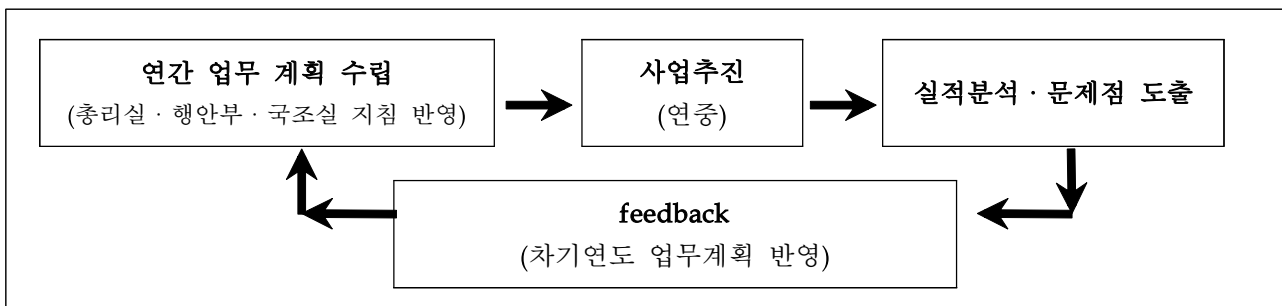 연간 업무 계획 수립
(총리실 · 행안부 · 국조실 지침 반영)
사업추진
(연중)
실적분석 · 문제점 도출
feedback
(차기연도 업무계획 반영)